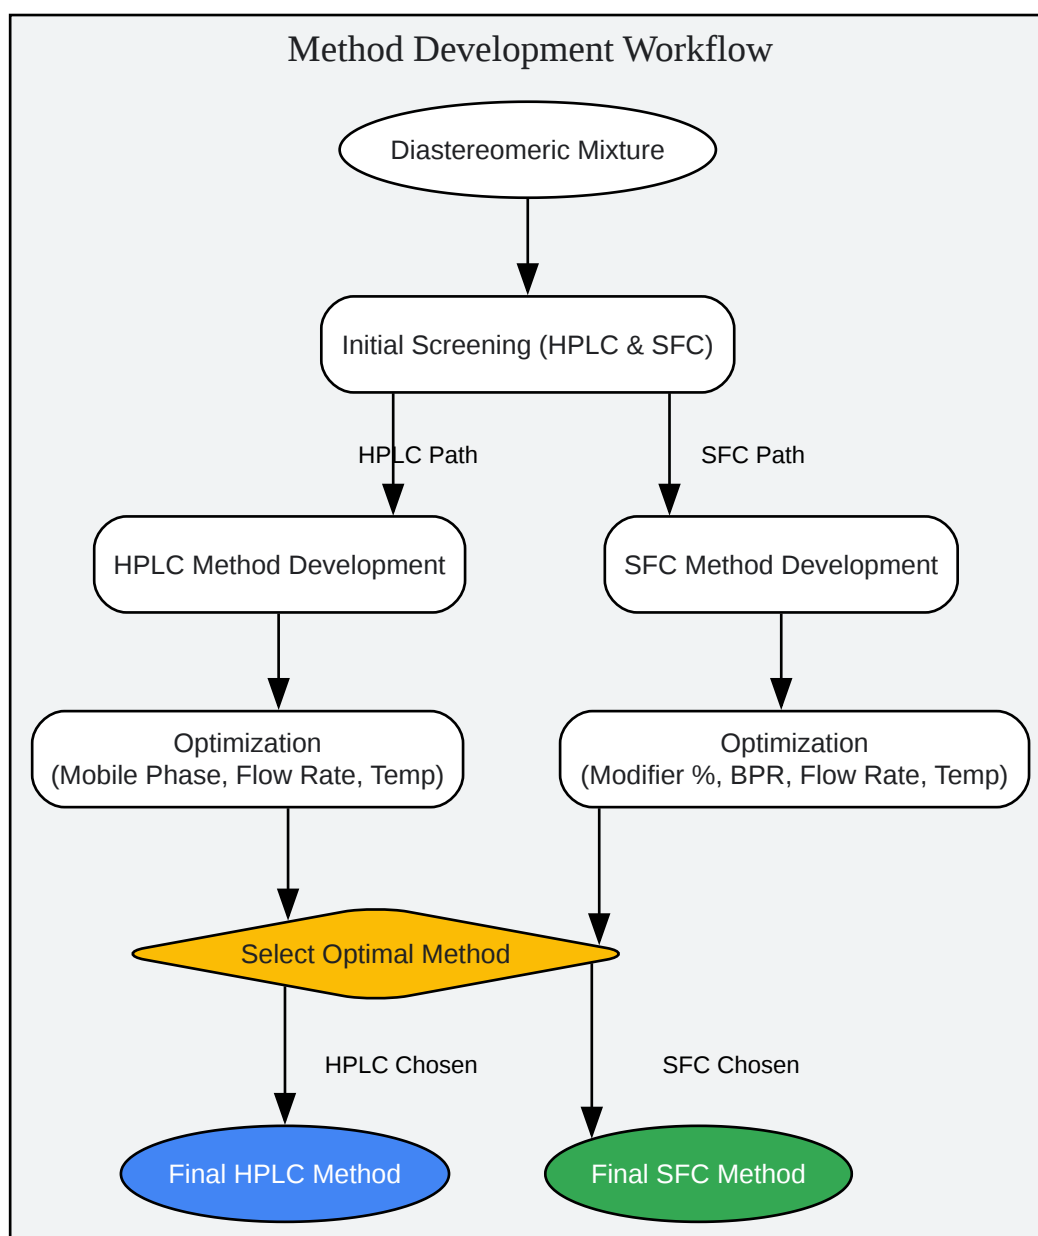 Method Development Workflow
Diastereomeric Mixture
Initial Screening (HPLC & SFC)
HPLC Path
SFC Path
HPLC Method Development
SFC Method Development
Optimization
(Mobile Phase, Flow Rate, Temp)
Optimization
(Modifier %, BPR, Flow Rate, Temp)
Select Optimal Method
HPLC Chosen
SFC Chosen
Final HPLC Method
Final SFC Method